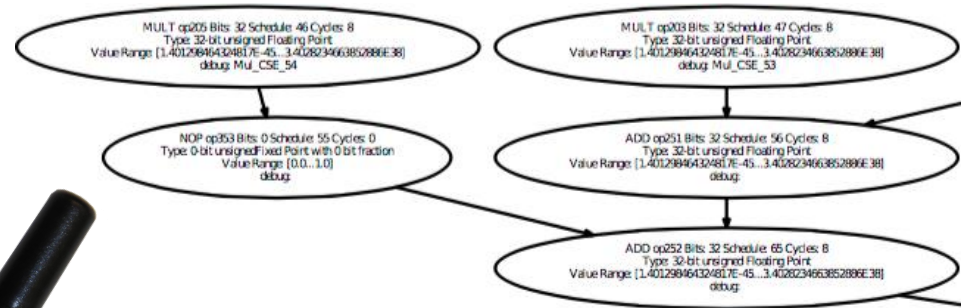 MULT op205 Bits: 32 Schedule: 46 Cycles: 8
Type: 32-bit unsigned Floating Point
Value Range: [1.401298464324817E-45...3.4028234663852886E38]
debug: Mul_CSE_54
MULT op203 Bits: 32 Schedule: 47 Cycles: 8
Type: 32-bit unsigned Floating Point
Value Range: [1.401298464324817E-45...3.4028234663852886E38]
debug: Mul_CSE_53
NOP op353 Bits: 0 Schedule: 55 Cycles: 0
Type: 0-bit unsignedFixed Point with 0 bit fraction
Value Range: [0.0...1.0]
debug:
ADD op251 Bits: 32 Schedule: 56 Cycles: 8
Type: 32-bit unsigned Floating Point
Value Range: [1.401298464324817E-45...3.4028234663852886E38]
debug:
ADD op252 Bits: 32 Schedule: 65 Cycles: 8
Type: 32-bit unsigned Floating Point
Value Range: [1.401298464324817E-45...3.4028234663852886E38]
debug: